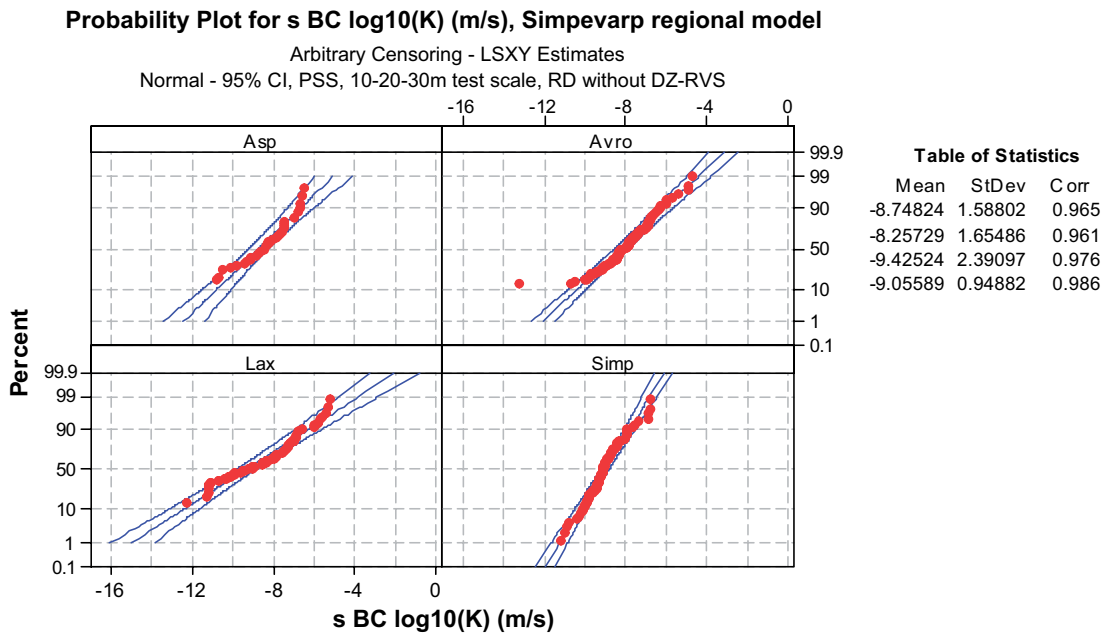 Probability Plot for s BC log10(K) (m/s), Simpevarp regional model
Arbitrary Censoring - LSXY Estimates
Normal - 95% CI, PSS, 10-20-30m test scale, RD without DZ-RVS
-16 -12 -8 -4 0
Asp Avro
99.9
99
90
50
10
1
0.1
Table of Statistics
Mean StDev Corr
-8.74824 1.58802 0.965
-8.25729 1.65486 0.961
-9.42524 2.39097 0.976
-9.05589 0.94882 0.986
Percent
Lax Simp
99.9
99
90
50
10
1
0.1
-16 -12 -8 -4 0
s BC log10(K) (m/s)